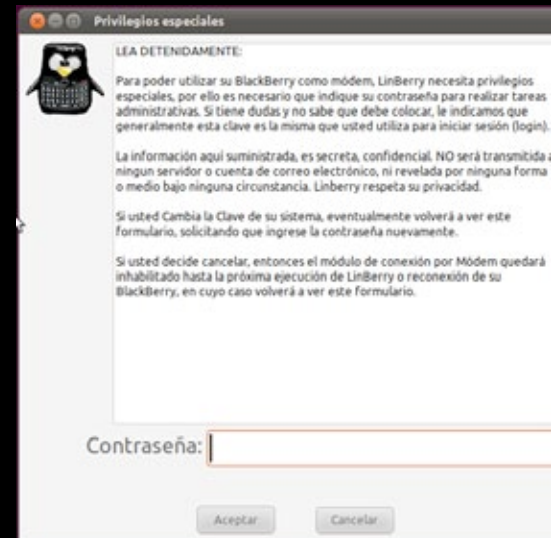 Privilegios especiales
LEA DETENIDAMENTE:
Para poder utilizar su BlackBerry como módem, LinBerry necesita privilegios
especiales, por ello es necesario que indique su contraseña para realizar tareas
administrativas. Si tiene dudas y no sabe que debe colocar, le indicamos que
generalmente esta clave es la misma que usted utiliza para iniciar sesión (login).
La información aqui suministrada, es secreta, confidencial. NO será transmitida a
ningun servidor o cuenta de correo electrónico, ni revelada por ninguna forma
o medio bajo ninguna circunstancia. Linberry respeta su privacidad.
Si usted Cambia la Clave de su sistema, eventualmente volverá a ver este
formulario, solicitando que ingrese la contraseña nuevamente.
Si usted decide cancelar, entonces el módulo de conexión por Módem quedará
inhabilitado hasta la próxima ejecución de LinBerry o reconexión de su
BlackBerry, en cuyo caso volverá a ver este formulario.
Contraseña:
Aceptar Cancelar